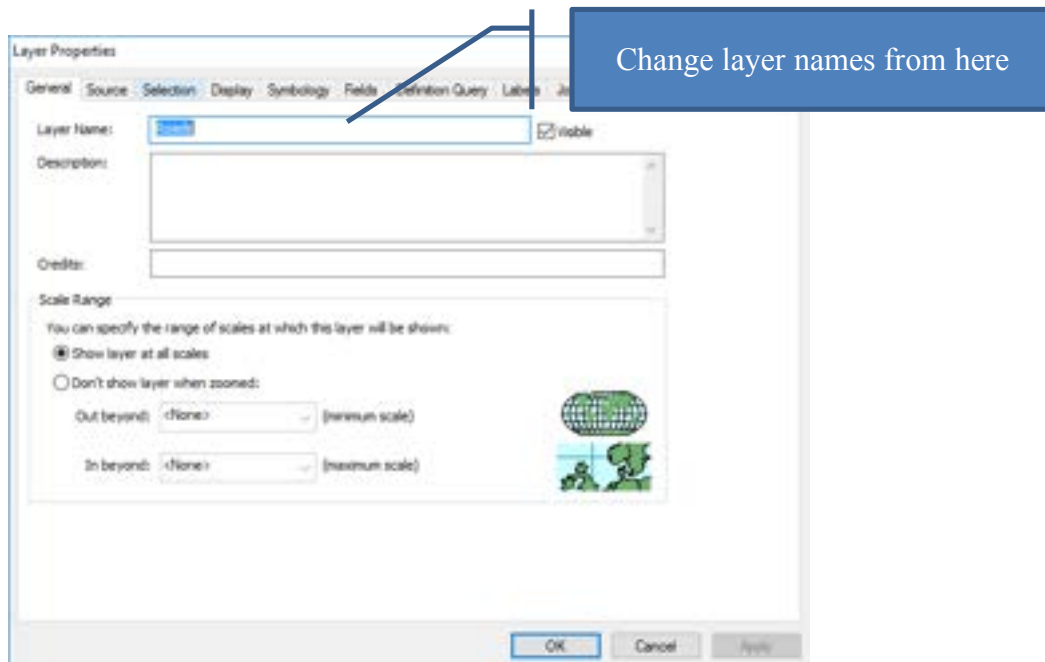 Change layer names from here
Layer Properties
General Source Selection Display Symbology Fields Definition Query Labels
Layer Name:
Visible
Description:
Credits:
Scale Range
You can specify the range of scales at which this layer will be shown:
Show layer at all scales
Don't show layer when zoomed:
Out beyond: <None> (minimum scale)
In beyond: <None> (maximum scale)
OK Cancel Apply